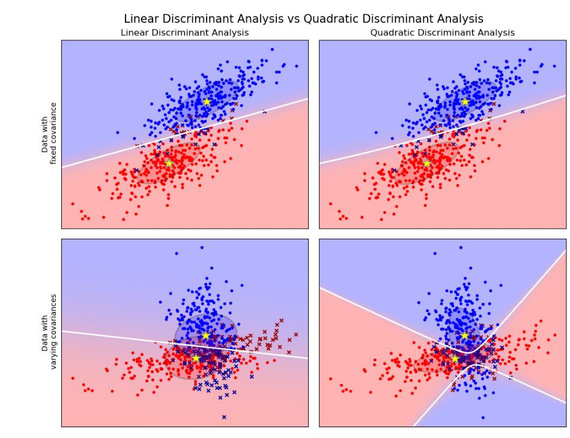 Linear Discriminant Analysis vs Quadratic Discriminant Analysis
Linear Discriminant Analysis
Quadratic Discriminant Analysis
Data with
fixed covariance
Data with
varying covariances